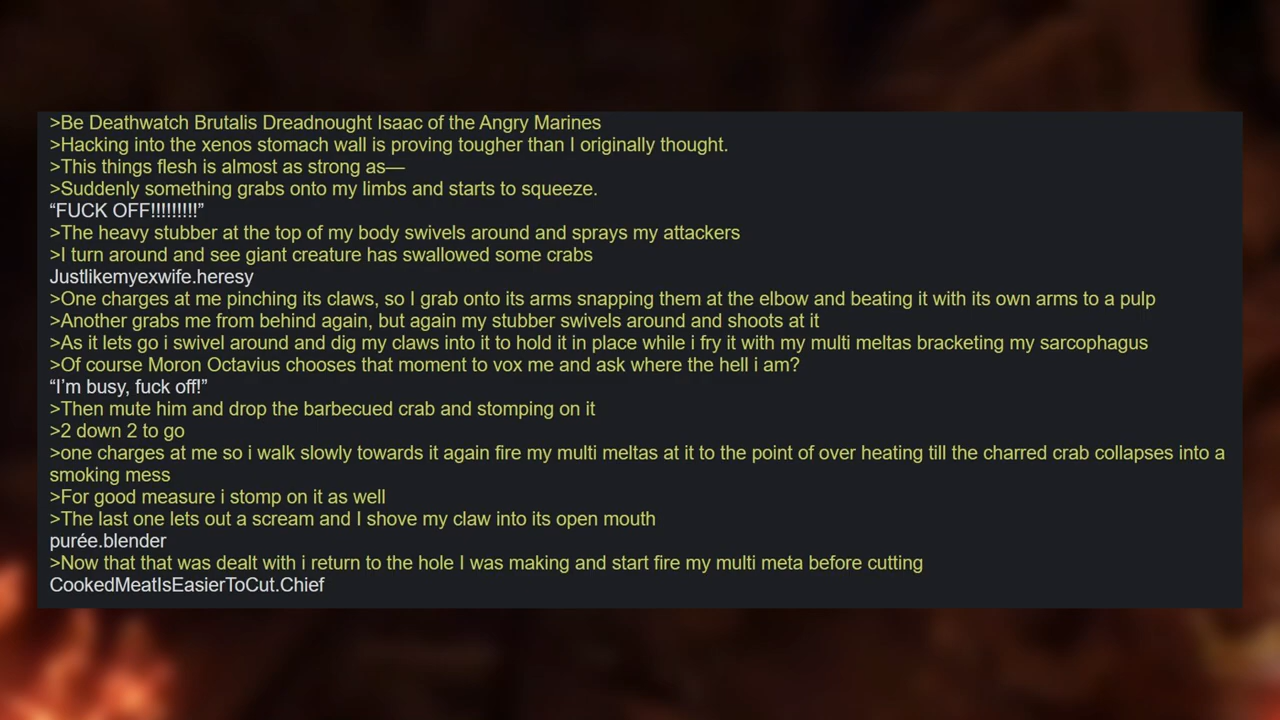 >Be Deathwatch Brutalis Dreadnought Isaac of the Angry Marines
>Hacking into the xenos stomach wall is proving tougher than I originally thought.
>This things flesh is almost as strong as—
>Suddenly something grabs onto my limbs and starts to squeeze.
“FUCK OFF!!!!!!!!!”
>The heavy stubber at the top of my body swivels around and sprays my attackers
>I turn around and see giant creature has swallowed some crabs
Justlikemyexwife.heresy
>One charges at me pinching its claws, so I grab onto its arms snapping them at the elbow and beating it with its own arms to a pulp
>Another grabs me from behind again, but again my stubber swivels around and shoots at it
>As it lets go i swivel around and dig my claws into it to hold it in place while i fry it with my multi meltas bracketing my sarcophagus
>Of course Moron Octavius chooses that moment to vox me and ask where the hell i am?
“I’m busy, fuck off!”
>Then mute him and drop the barbecued crab and stomping on it
>2 down 2 to go
>one charges at me so i walk slowly towards it again fire my multi meltas at it to the point of over heating till the charred crab collapses into a
smoking mess
>For good measure i stomp on it as well
>The last one lets out a scream and I shove my claw into its open mouth
purée.blender
>Now that that was dealt with i return to the hole I was making and start fire my multi meta before cutting
CookedMeatIsEasierToCut.Chief